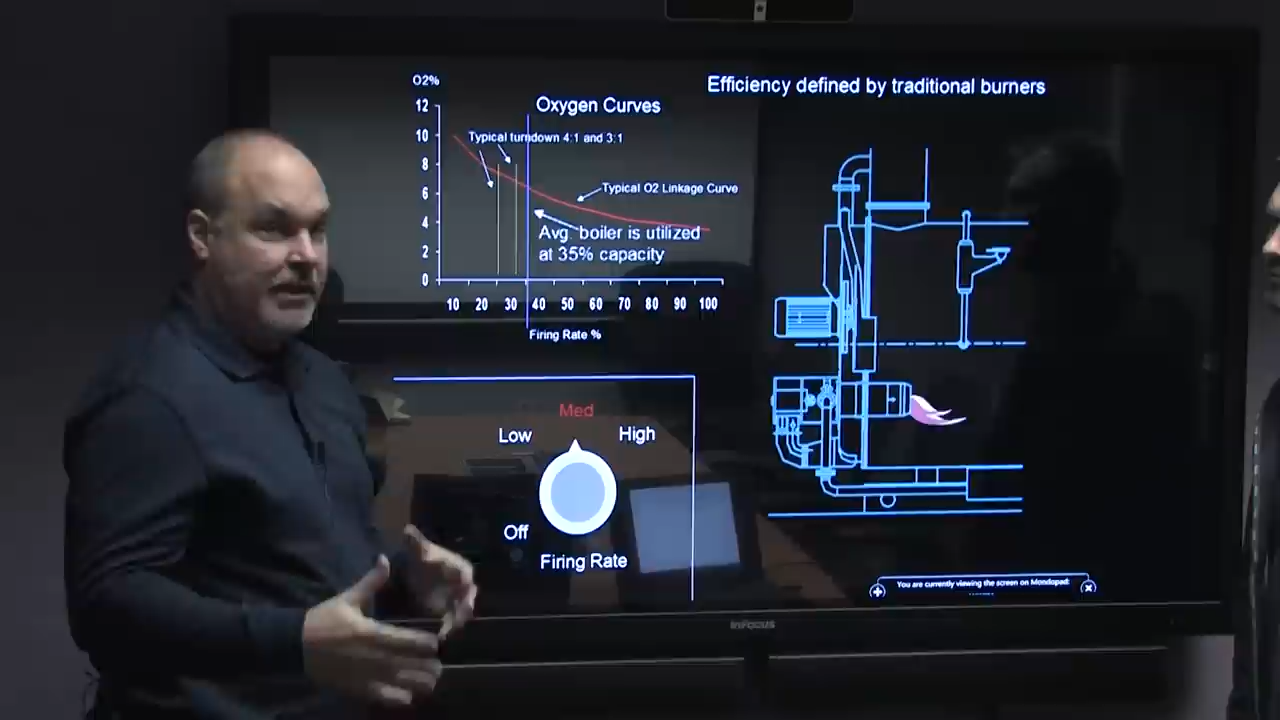 Efficiency defined by traditional burners
O2%
Oxygen Curves
12
10
8
6
4
2
0
Typical turndown 4:1 and 3:1
Typical O2 Linkage Curve
Avg. boiler is utilized
at 35% capacity
10 20 30 40 50 60 70 80 90 100
Firing Rate %
Med
Low
High
Off
Firing Rate
You are currently viewing the screen on Mondopad:
InFocus